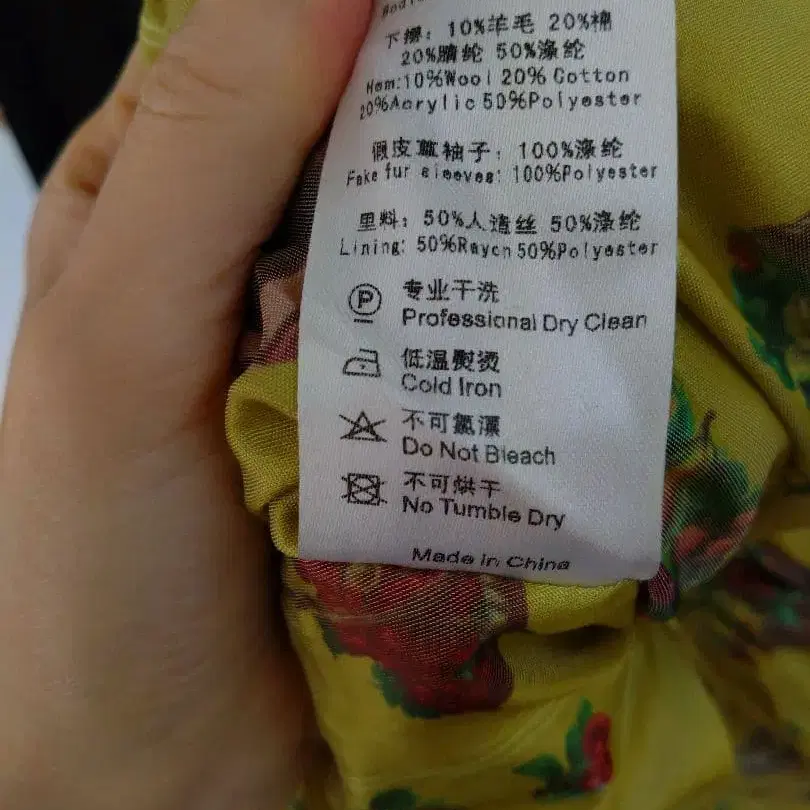 下摆：10%羊毛 20%棉
20%腈纶 50%涤纶
Hem:10%Wool 20%Cotton
20%Acrylic 50%Polyester
假皮草袖子：100%涤纶
Fake fur sleeves: 100%Polyester
里料：50%人造丝 50%涤纶
Lining: 50%Rayon 50%Polyester
P 专业干洗
Professional Dry Clean
低温熨烫
Cold Iron
不可氯漂
Do Not Bleach
不可烘干
No Tumble Dry
Made in China